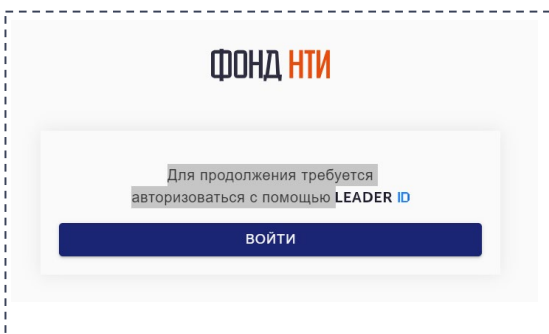 ФОНД НТИ
Для продолжения требуется
авторизоваться с помощью LEADER ID
ВОЙТИ